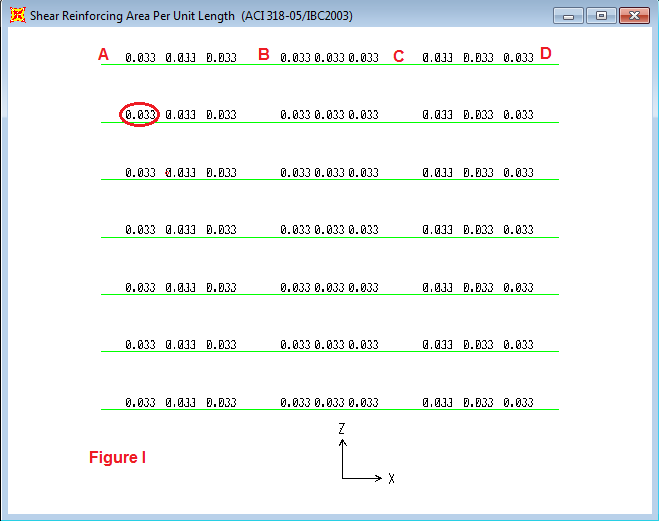 Shear Reinforcing Area Per Unit Length (ACI 318-05/IBC2003)
A 0.033 0.033 0.033 B 0.033 0.033 0.033 C 0.033 0.033 0.033 D
0.033 0.033 0.033 0.033 0.033 0.033 0.033 0.033 0.033
0.033 0.033 0.033 0.033 0.033 0.033 0.033 0.033 0.033
0.033 0.033 0.033 0.033 0.033 0.033 0.033 0.033 0.033
0.033 0.033 0.033 0.033 0.033 0.033 0.033 0.033 0.033
0.033 0.033 0.033 0.033 0.033 0.033 0.033 0.033 0.033
0.033 0.033 0.033 0.033 0.033 0.033 0.033 0.033 0.033
Z
Figure I
X